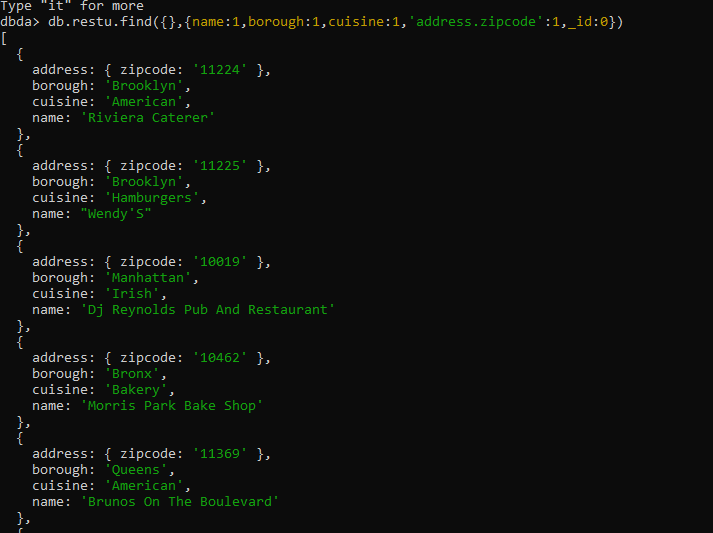 Type "it" for more
dbda> db.restu.find({},{name:1,borough:1,cuisine:1,'address.zipcode':1,_id:0})
[
  {
    address: { zipcode: '11224' },
    borough: 'Brooklyn',
    cuisine: 'American',
    name: 'Riviera Caterer'
  },
  {
    address: { zipcode: '11225' },
    borough: 'Brooklyn',
    cuisine: 'Hamburgers',
    name: "Wendy'S"
  },
  {
    address: { zipcode: '10019' },
    borough: 'Manhattan',
    cuisine: 'Irish',
    name: 'Dj Reynolds Pub And Restaurant'
  },
  {
    address: { zipcode: '10462' },
    borough: 'Bronx',
    cuisine: 'Bakery',
    name: 'Morris Park Bake Shop'
  },
  {
    address: { zipcode: '11369' },
    borough: 'Queens',
    cuisine: 'American',
    name: 'Brunos On The Boulevard'
  },
  {